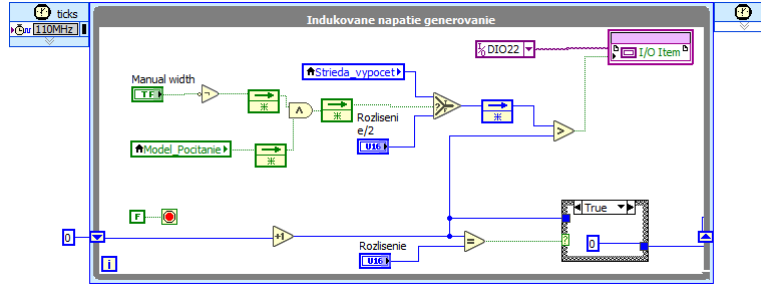 ticks
110MHz
Indukovane napatie generovanie
DIO22
I/O Item
Strieda_vypocet
Manual width
TF
Rozliseni
e/2
U16
Model_Pocitanie
True
F
0
+1
Rozlisenie
U16
0
i